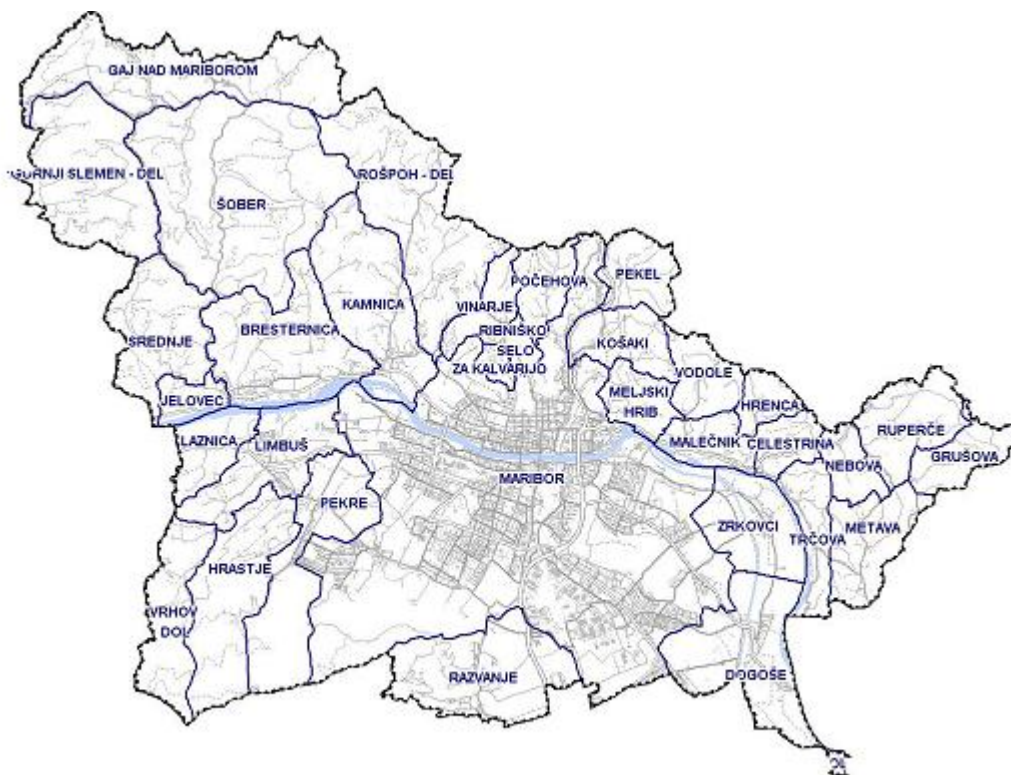 GAJ NAD MARIBOROM
GORNJI SLEMEN - DEL
ROŠPOH - DEL
ŠOBER
PEKEL
POČEHOVA
KAMNICA
VINARJE
BRESTERNICA
RIBNIŠKO
SELO
SREDNJE
KOŠAKI
ZA KALVARIJO
VODOLE
MELJSKI
HRIB
JELOVEC
HRENCA
RUPERČE
LAZNICA
LIMBUŠ
MALEČNIK
CELESTRINA
GRUŠOVA
NEBOVA
MARIBOR
PEKRE
ZRKOVCI
METAVA
TRČOVA
HRASTJE
VRHOV
DOL
RAZVANJE
DOGOŠE